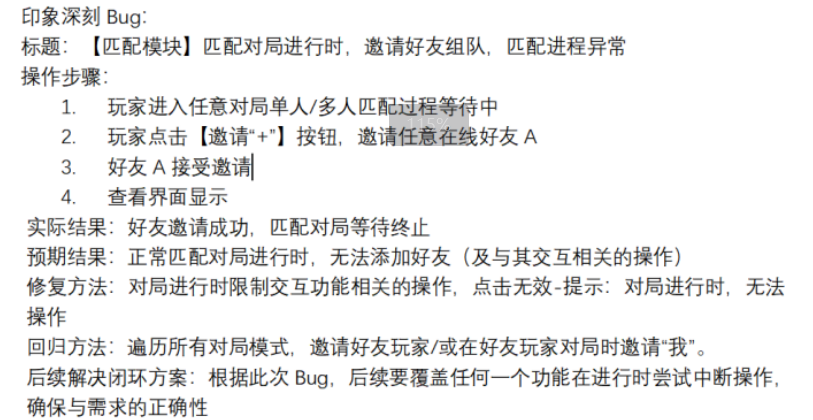 印象深刻 Bug：
标题：【匹配模块】匹配对局进行时，邀请好友组队，匹配进程异常
操作步骤：
1. 玩家进入任意对局单人/多人匹配过程等待中
2. 玩家点击【邀请“+”】按钮，邀请任意在线好友 A
3. 好友 A 接受邀请
4. 查看界面显示
实际结果：好友邀请成功，匹配对局等待终止
预期结果：正常匹配对局进行时，无法添加好友（及与其交互相关的操作）
修复方法：对局进行时限制交互功能相关的操作，点击无效-提示：对局进行时，无法
操作
回归方法：遍历所有对局模式，邀请好友玩家/或在好友玩家对局时邀请“我”。
后续解决闭环方案：根据此次 Bug，后续要覆盖任何一个功能在进行时尝试中断操作，
确保与需求的正确性